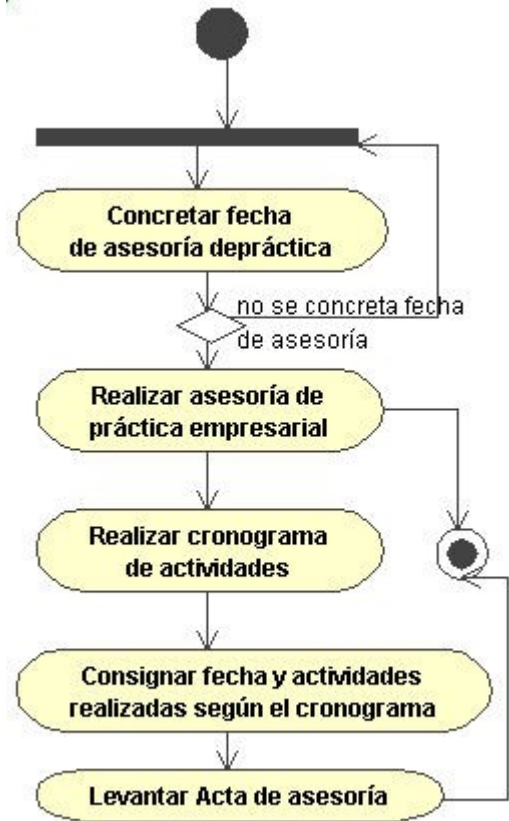 Concretar fecha
de asesoría depráctica
no se concreta fecha
de asesoría
Realizar asesoría de
práctica empresarial
Realizar cronograma
de actividades
Consignar fecha y actividades
realizadas según el cronograma
Levantar Acta de asesoría